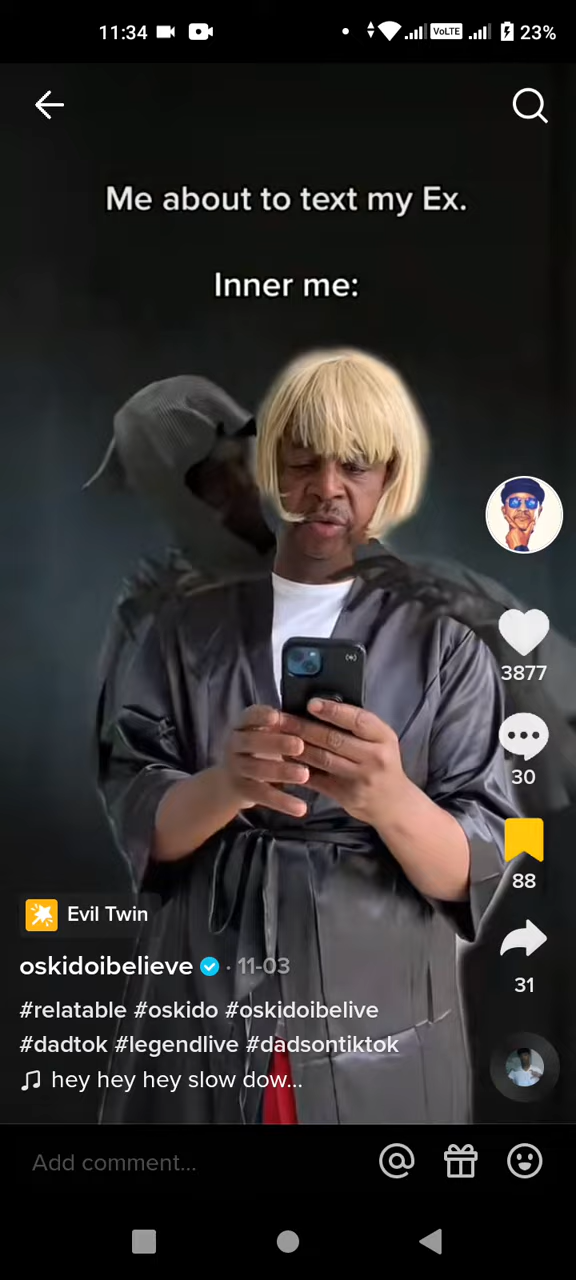 11:34
VoLTE
23%
Me about to text my Ex.
Inner me:
3877
30
88
31
Evil Twin
oskidoibelieve · 11-03
#relatable #oskido #oskidoibelive
#dadtok #legendlive #dadsontiktok
hey hey hey slow dow...
Add comment...